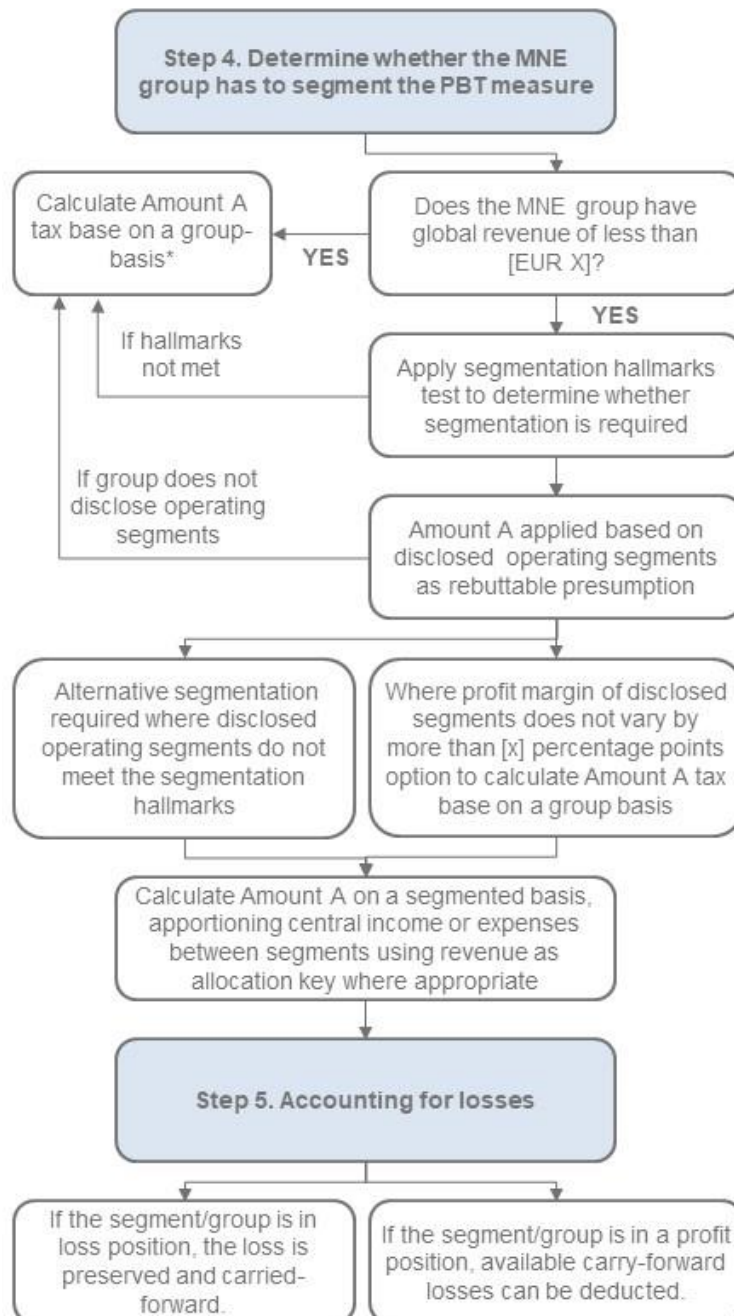 Step 4. Determine whether the MNE
group has to segment the PBT measure
Calculate Amount A
tax base on a group-
basis*
YES
Does the MNE group have
global revenue of less than
[EUR X]?
YES
If hallmarks
not met
Apply segmentation hallmarks
test to determine whether
segmentation is required
If group does not
disclose operating
segments
Amount A applied based on
disclosed operating segments
as rebuttable presumption
Alternative segmentation
required where disclosed
operating segments do not
meet the segmentation
hallmarks
Where profit margin of disclosed
segments does not vary by
more than [x] percentage points
option to calculate Amount A tax
base on a group basis
Calculate Amount A on a segmented basis,
apportioning central income or expenses
between segments using revenue as
allocation key where appropriate
Step 5. Accounting for losses
If the segment/group is in
loss position, the loss is
preserved and carried-
forward.
If the segment/group is in a profit
position, available carry-forward
losses can be deducted.